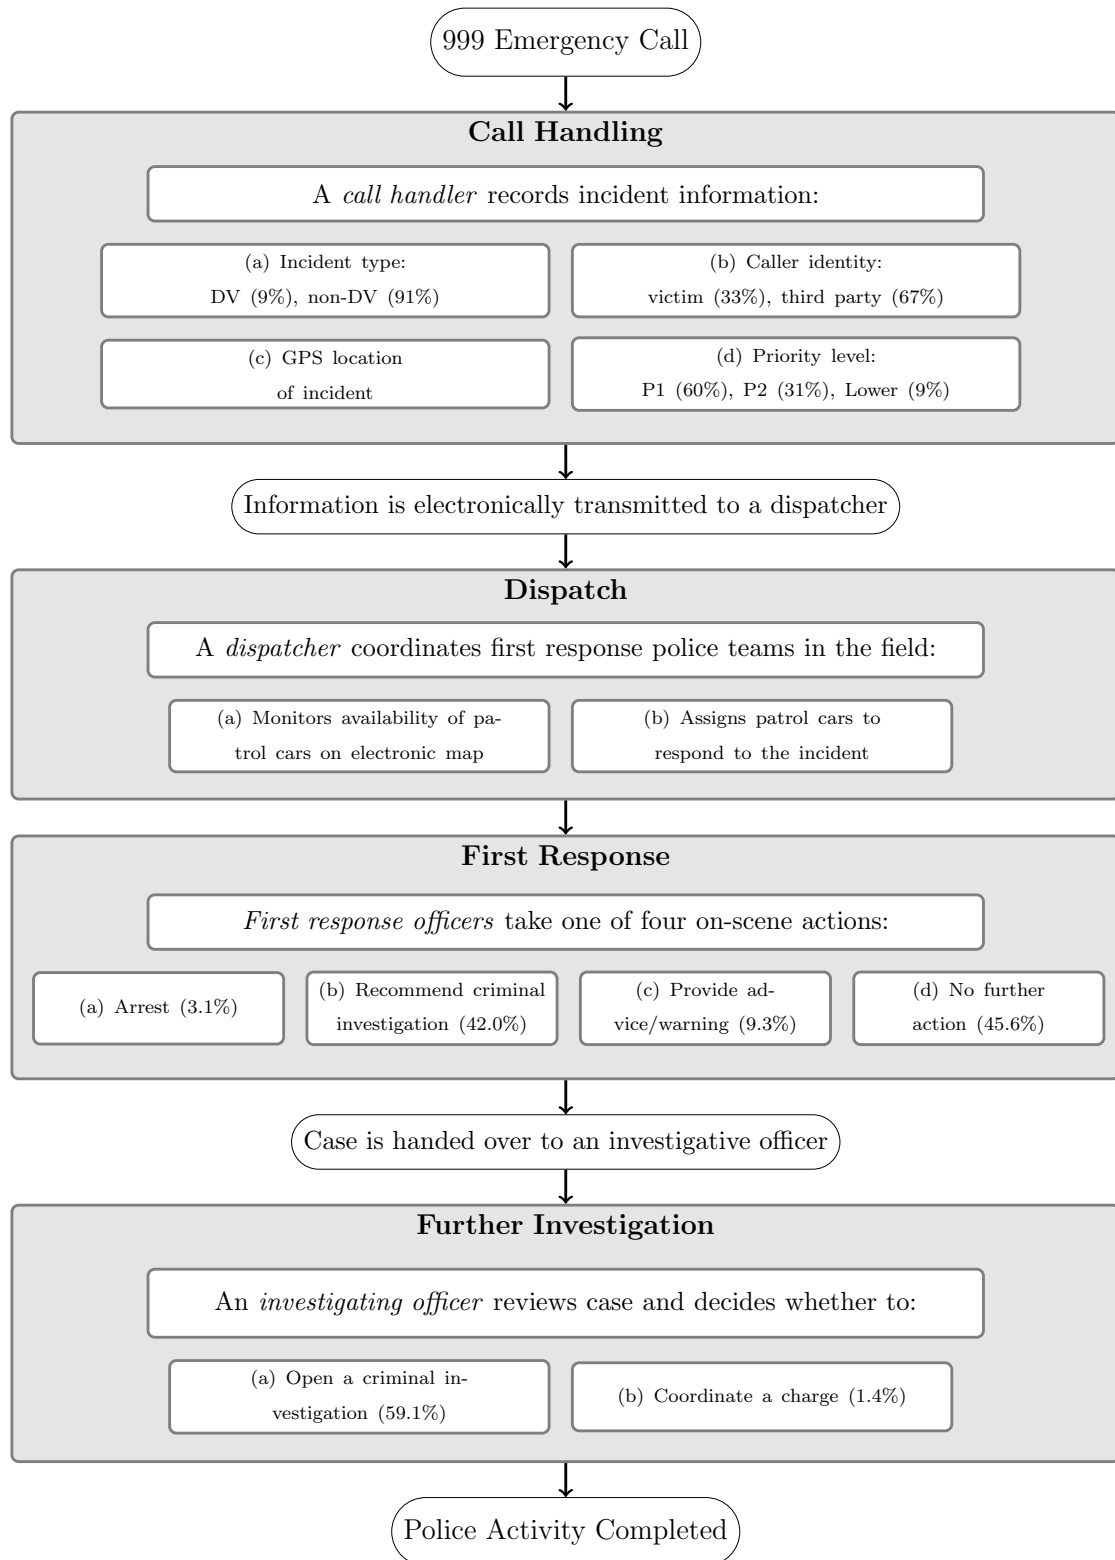 999 Emergency Call
Call Handling
A call handler records incident information:
(a) Incident type:
DV (9%), non-DV (91%)
(b) Caller identity:
victim (33%), third party (67%)
(c) GPS location
of incident
(d) Priority level:
P1 (60%), P2 (31%), Lower (9%)
Information is electronically transmitted to a dispatcher
Dispatch
A dispatcher coordinates first response police teams in the field:
(a) Monitors availability of pa-
trol cars on electronic map
(b) Assigns patrol cars to
respond to the incident
First Response
First response officers take one of four on-scene actions:
(a) Arrest (3.1%)
(b) Recommend criminal
investigation (42.0%)
(c) Provide ad-
vice/warning (9.3%)
(d) No further
action (45.6%)
Case is handed over to an investigative officer
Further Investigation
An investigating officer reviews case and decides whether to:
(a) Open a criminal in-
vestigation (59.1%)
(b) Coordinate a charge (1.4%)
Police Activity Completed